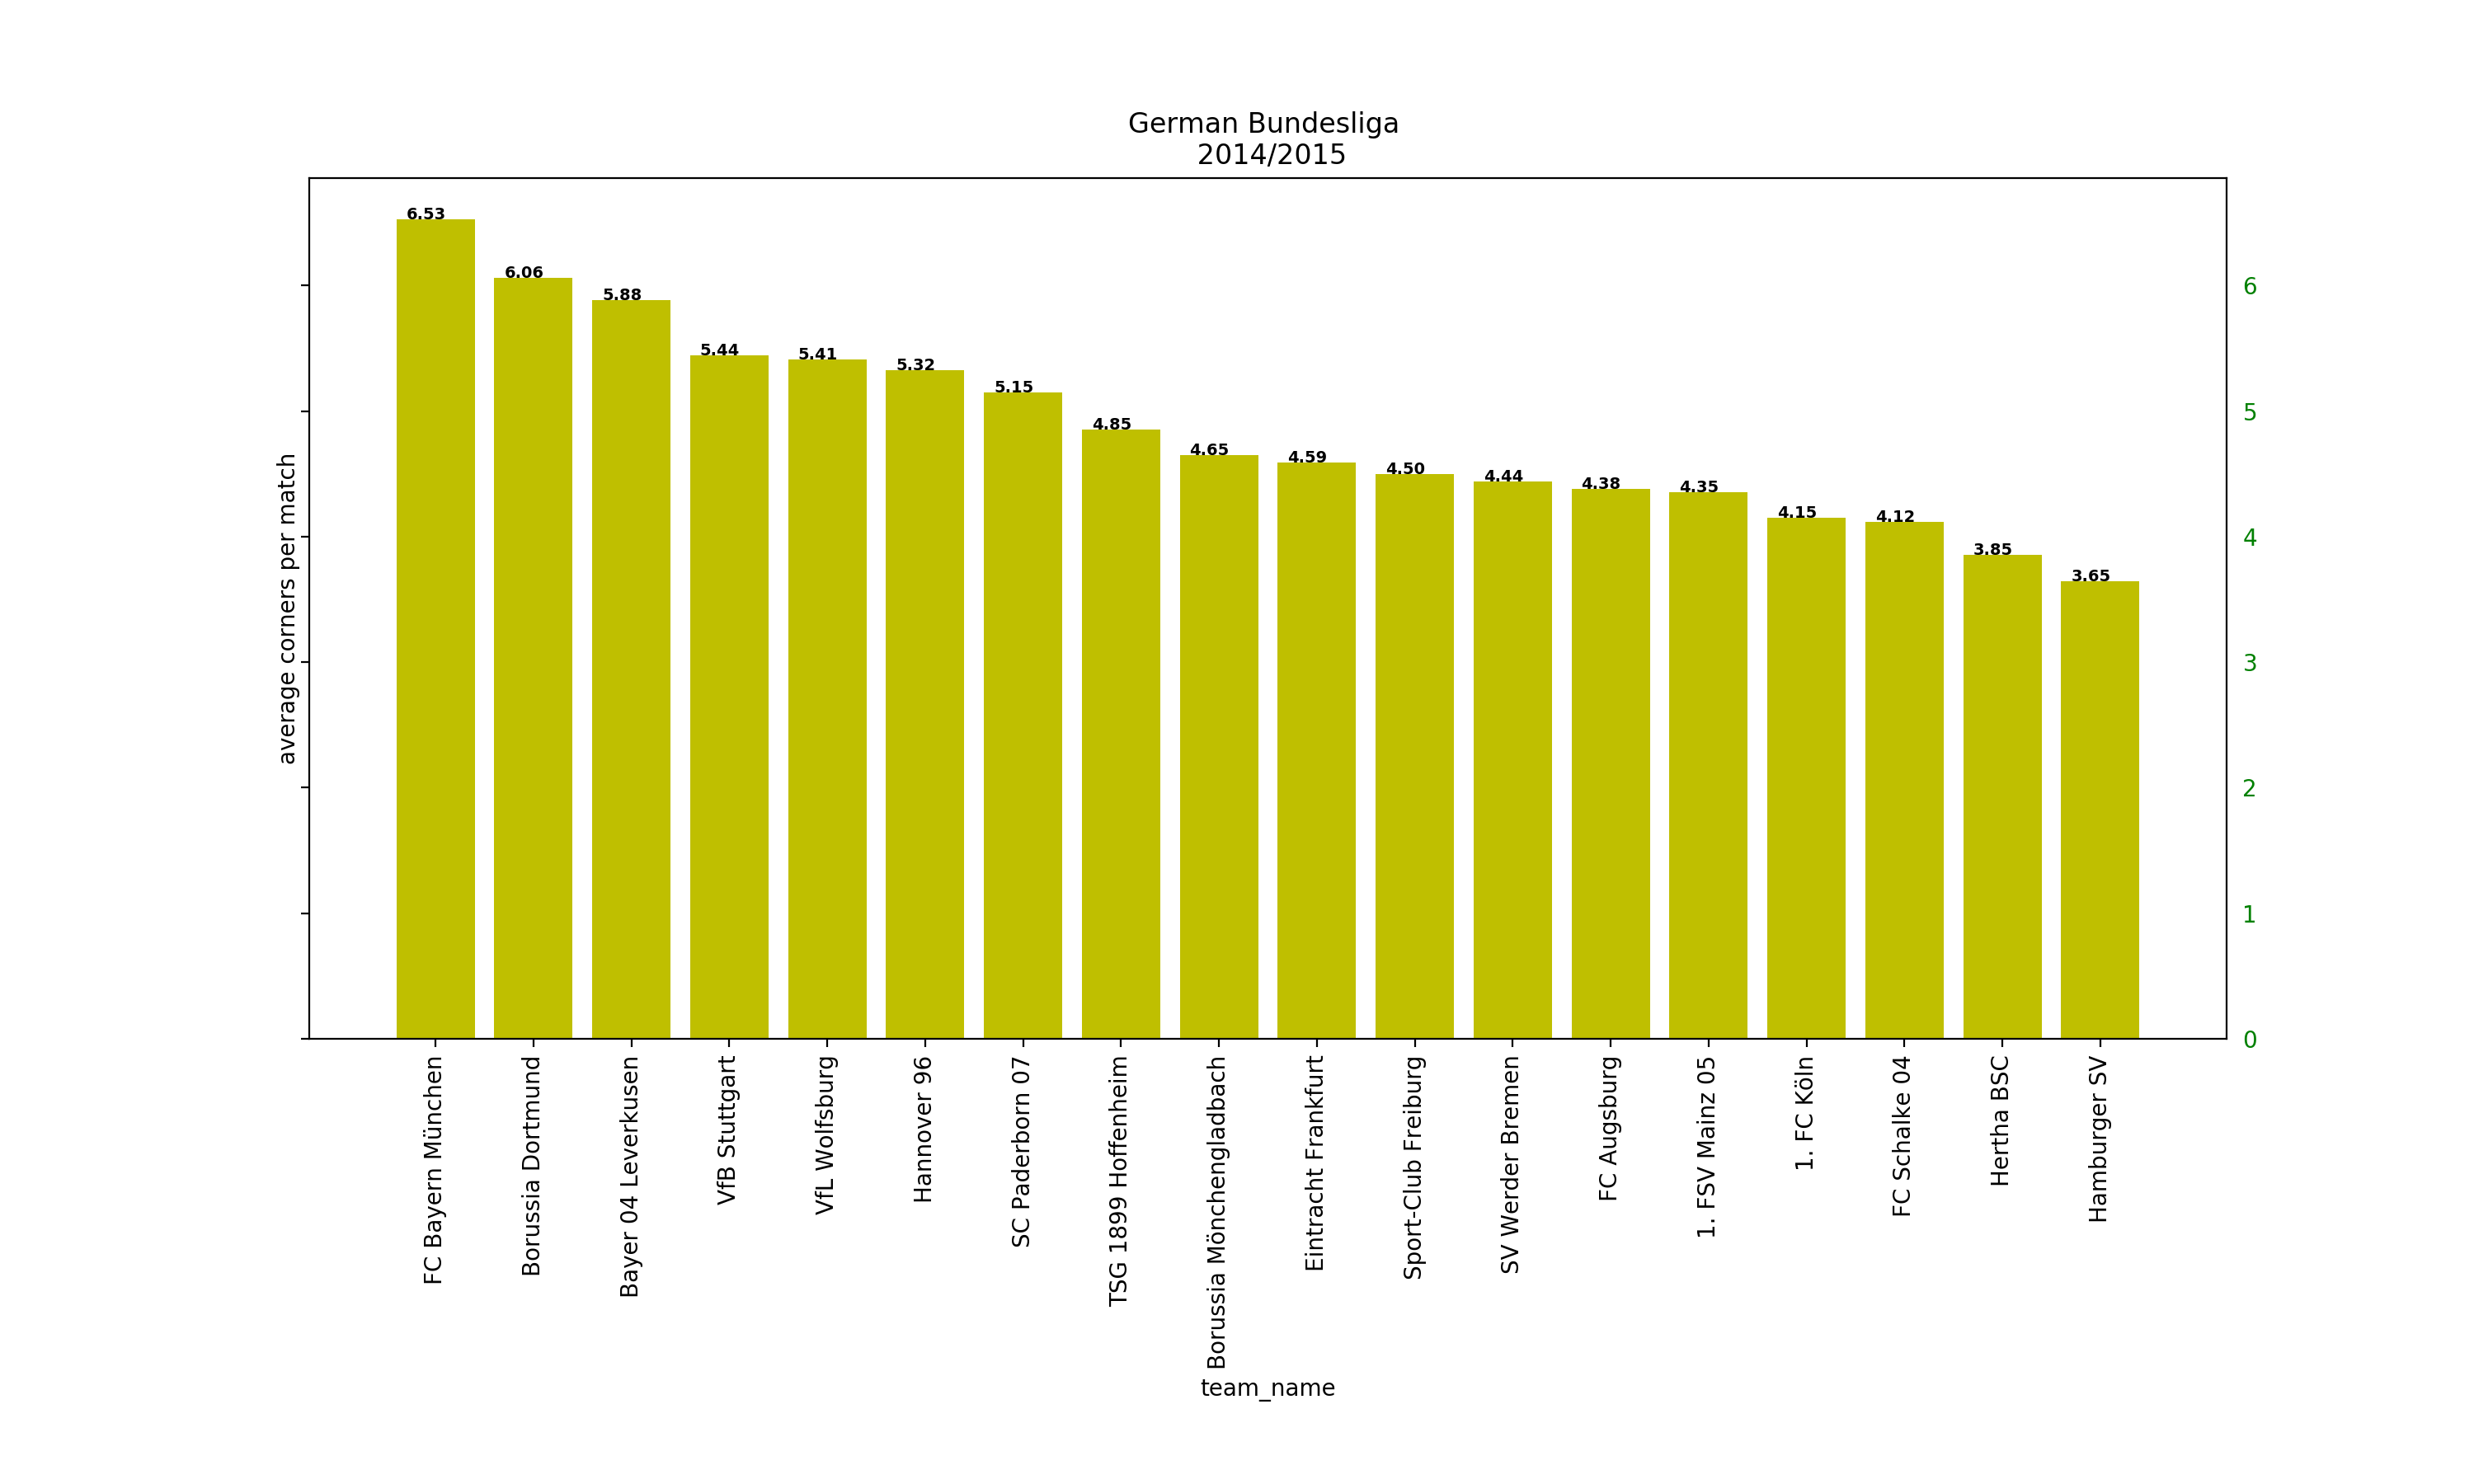 German Bundesliga
2014/2015
6.53
6.06
5.88
5.44
5.41
5.32
5.15
4.85
4.65
4.59
4.50
4.44
4.38
4.35
4.15
4.12
3.85
3.65
average corners per match
6
5
4
3
2
1
0
FC Bayern München
Borussia Dortmund
Bayer 04 Leverkusen
VfB Stuttgart
VfL Wolfsburg
Hannover 96
SC Paderborn 07
TSG 1899 Hoffenheim
Borussia Mönchengladbach
Eintracht Frankfurt
Sport-Club Freiburg
SV Werder Bremen
FC Augsburg
1. FSV Mainz 05
1. FC Köln
FC Schalke 04
Hertha BSC
Hamburger SV
team_name